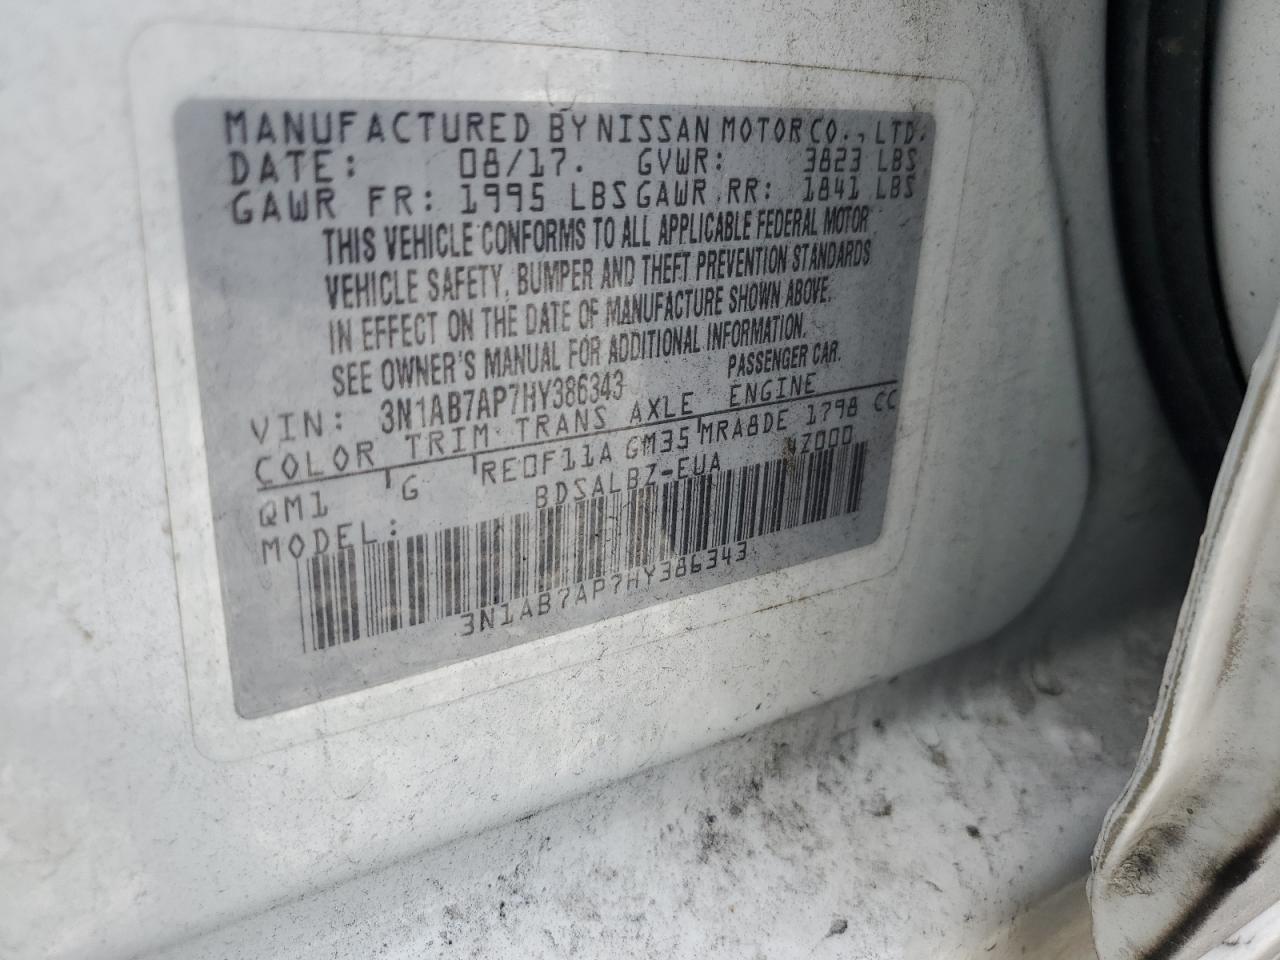 MANUFACTURED BY NISSAN MOTOR CO., LTD.
DATE: 08/17. GVWR: 3823 LBS
GAWR FR: 1995 LBS GAWR RR: 1841 LBS
THIS VEHICLE CONFORMS TO ALL APPLICABLE FEDERAL MOTOR
VEHICLE SAFETY, BUMPER AND THEFT PREVENTION STANDARDS
IN EFFECT ON THE DATE OF MANUFACTURE SHOWN ABOVE.
SEE OWNER'S MANUAL FOR ADDITIONAL INFORMATION.
VIN: 3N1AB7AP7HY386343 PASSENGER CAR.
COLOR TRIM TRANS AXLE ENGINE
QM1 G RE0F11A GM35 MRA8DE 1798 CC
MODEL: BDSALBZ-EUA NZ000
3N1AB7AP7HY386343